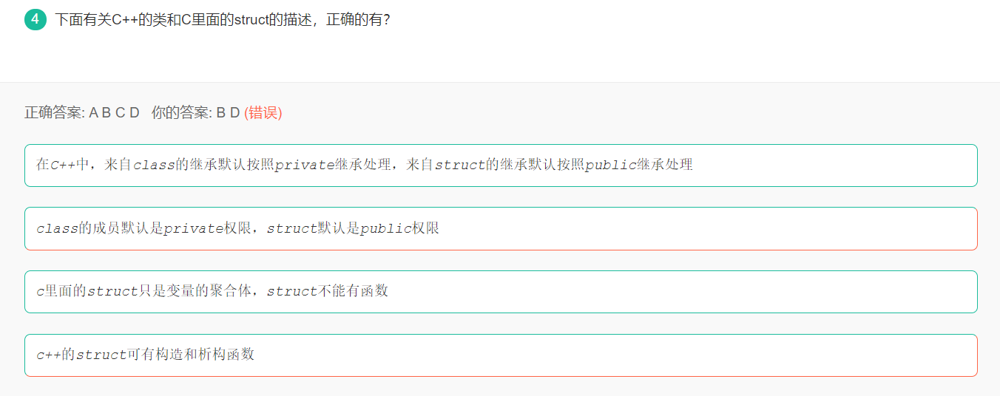 4 下面有关C++的类和C里面的struct的描述，正确的有?
正确答案: A B C D 你的答案: B D (错误)
在C++中，来自class的继承默认按照private继承处理，来自struct的继承默认按照public继承处理
class的成员默认是private权限，struct默认是public权限
c里面的struct只是变量的聚合体，struct不能有函数
c++的struct可有构造和析构函数